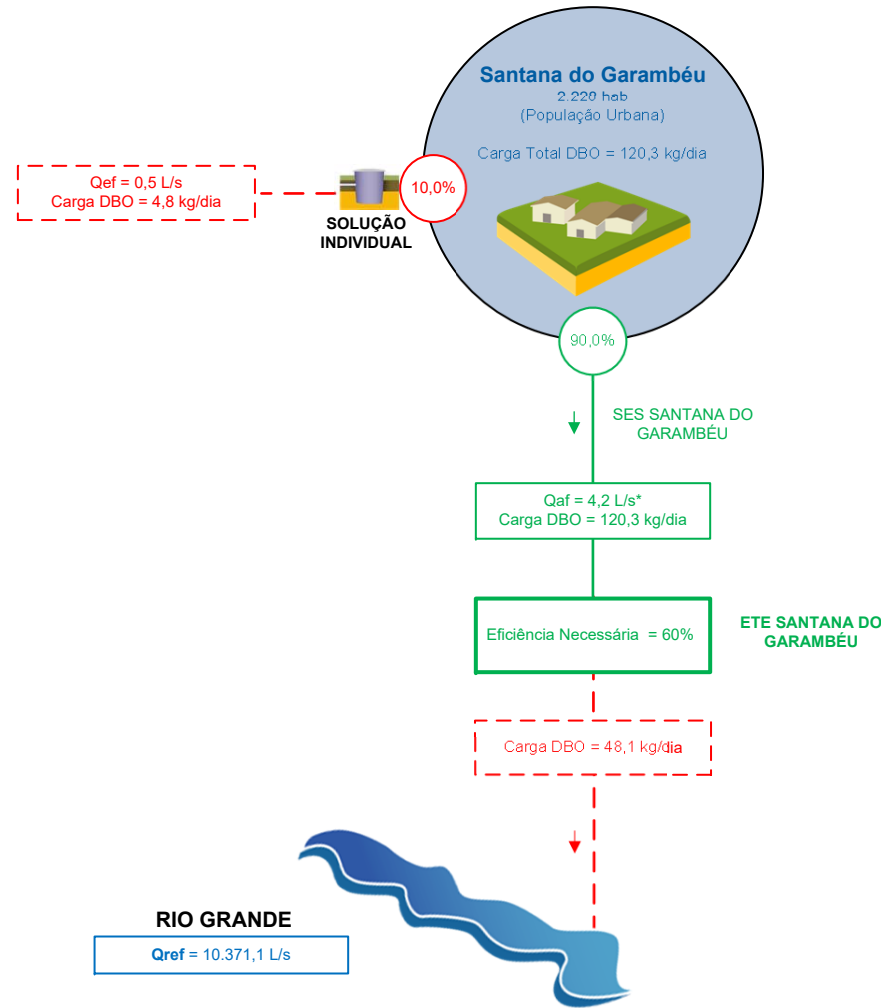 Santana do Garambéu
2.228 hab
(População Urbana)
Carga Total DBO = 120,3 kg/dia
Qef = 0,5 L/s
Carga DBO = 4,8 kg/dia
10,0%
SOLUÇÃO
INDIVIDUAL
90,0%
SES SANTANA DO
GARAMBÉU
Qaf = 4,2 L/s*
Carga DBO = 120,3 kg/dia
Eficiência Necessária = 60%
ETE SANTANA DO
GARAMBÉU
Carga DBO = 48,1 kg/dia
RIO GRANDE
Qref = 10.371,1 L/s